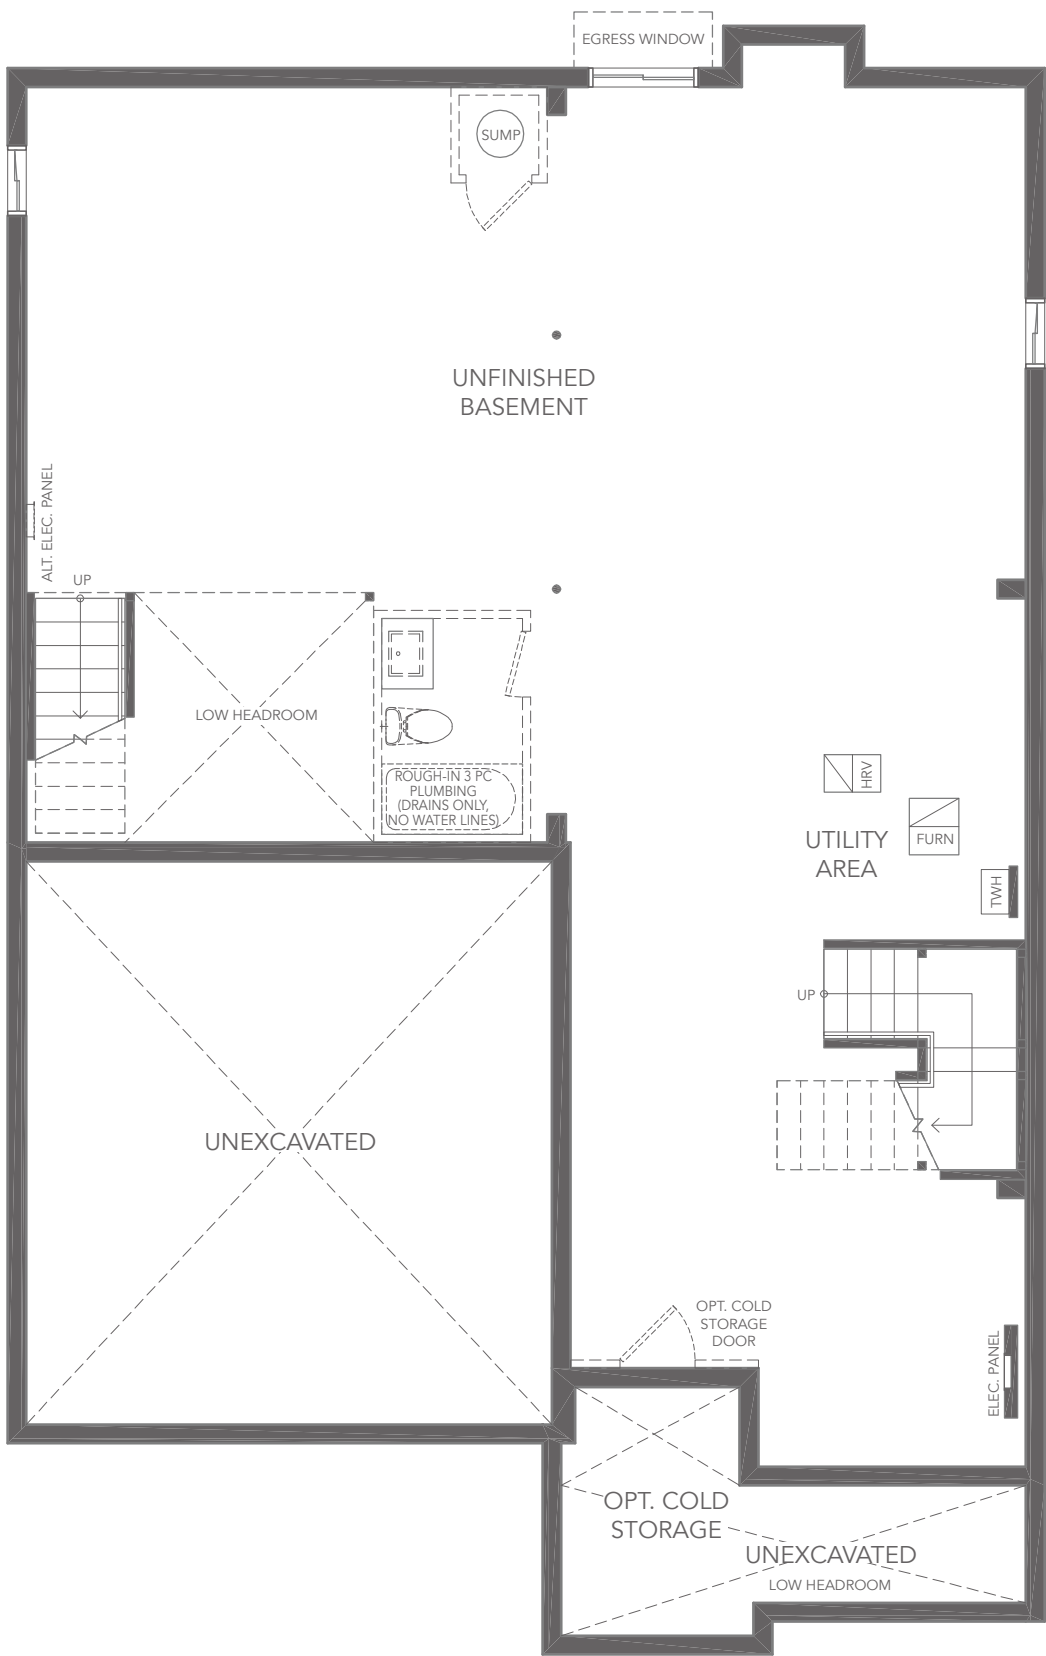 EGRESS WINDOW
SUMP
UNFINISHED
BASEMENT
ALT. ELEC. PANEL
UP
LOW HEADROOM
ROUGH-IN 3 PC
PLUMBING
(DRAINS ONLY,
NO WATER LINES)
HRV
FURN
UTILITY
AREA
TWH
UP
UNEXCAVATED
OPT. COLD
STORAGE
DOOR
ELEC. PANEL
OPT. COLD
STORAGE
UNEXCAVATED
LOW HEADROOM